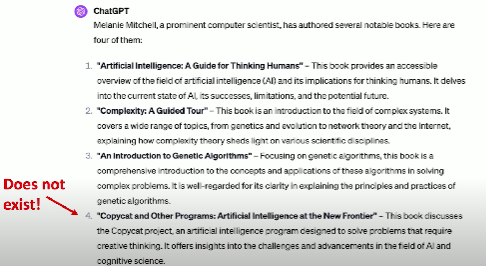 ChatGPT
Melanie Mitchell, a prominent computer scientist, has authored several notable books. Here are
four of them:
1. "Artificial Intelligence: A Guide for Thinking Humans" – This book provides an accessible
overview of the field of artificial intelligence (AI) and its implications for thinking humans. It delves
into the current state of AI, its successes, limitations, and the potential future.
2. "Complexity: A Guided Tour" – This book is an introduction to the field of complex systems. It
covers a wide range of topics, from genetics and evolution to network theory and the Internet,
explaining how complexity theory sheds light on various scientific disciplines.
3. "An Introduction to Genetic Algorithms" – Focusing on genetic algorithms, this book is a
comprehensive introduction to the concepts and applications of these algorithms in solving
complex problems. It is well-regarded for its clarity in explaining the principles and practices of
genetic algorithms.
Does not
exist!
4. "Copycat and Other Programs: Artificial Intelligence at the New Frontier" – This book discusses
the Copycat project, an artificial intelligence program designed to solve problems that require
creative thinking. It offers insights into the challenges and advancements in the field of AI and
cognitive science.